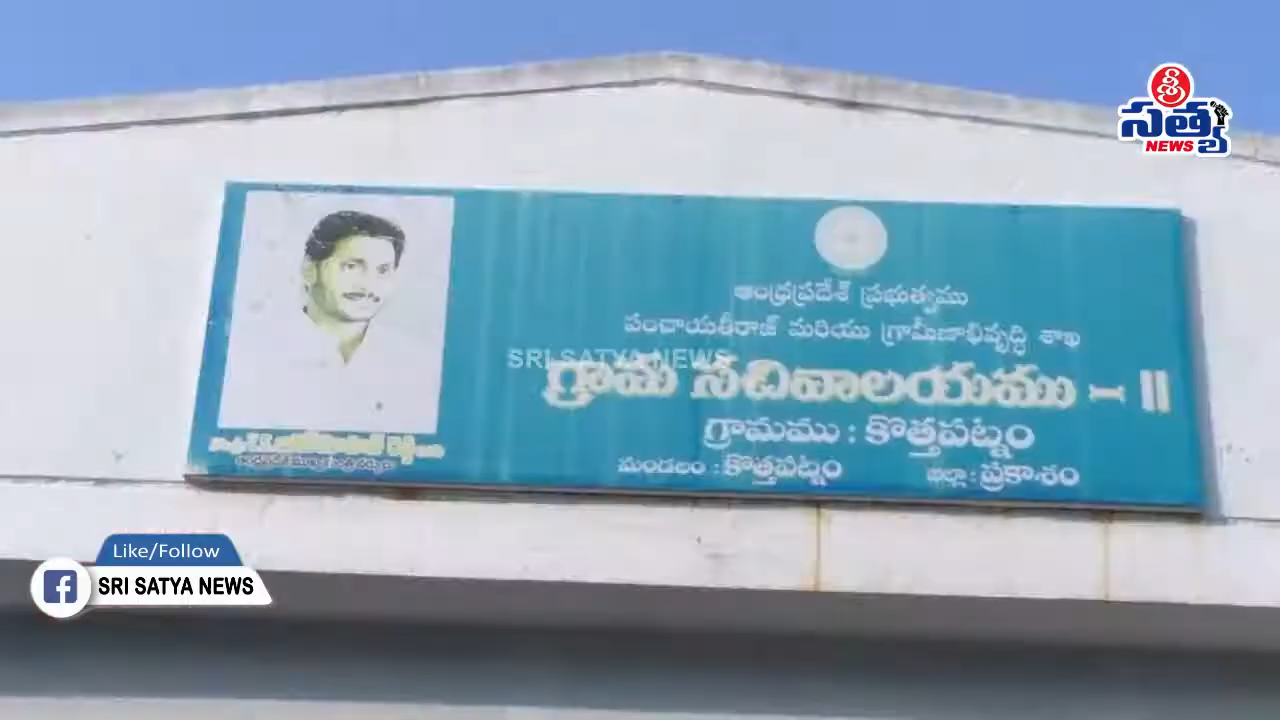 శ్రీ
సత్య
NEWS
ఆంధ్రప్రదేశ్ ప్రభుత్వము
పంచాయతీరాజ్ మరియు గ్రామీణాభివృద్ధి శాఖ
SRI SATYA NEWS
గ్రామ సచివాలయము - II
గ్రామము : కొత్తపట్నం
మండలం : కొత్తపట్నం జిల్లా : ప్రకాశం
Like/Follow
SRI SATYA NEWS